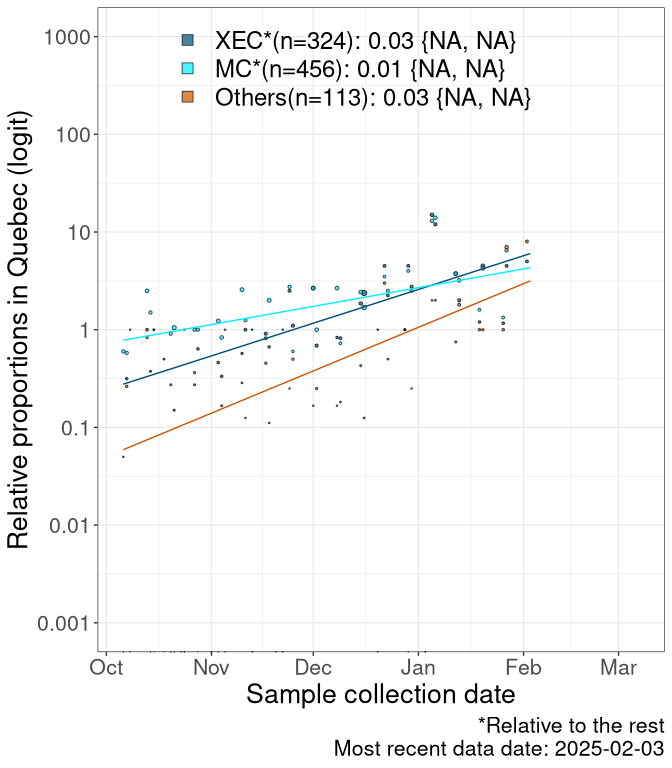 XEC*(n=324): 0.03 {NA, NA}
MC*(n=456): 0.01 {NA, NA}
Others(n=113): 0.03 {NA, NA}
Relative proportions in Quebec (logit)
1000
100
10
1
0.1
0.01
0.001
Oct Nov Dec Jan Feb Mar
Sample collection date
*Relative to the rest
Most recent data date: 2025-02-03